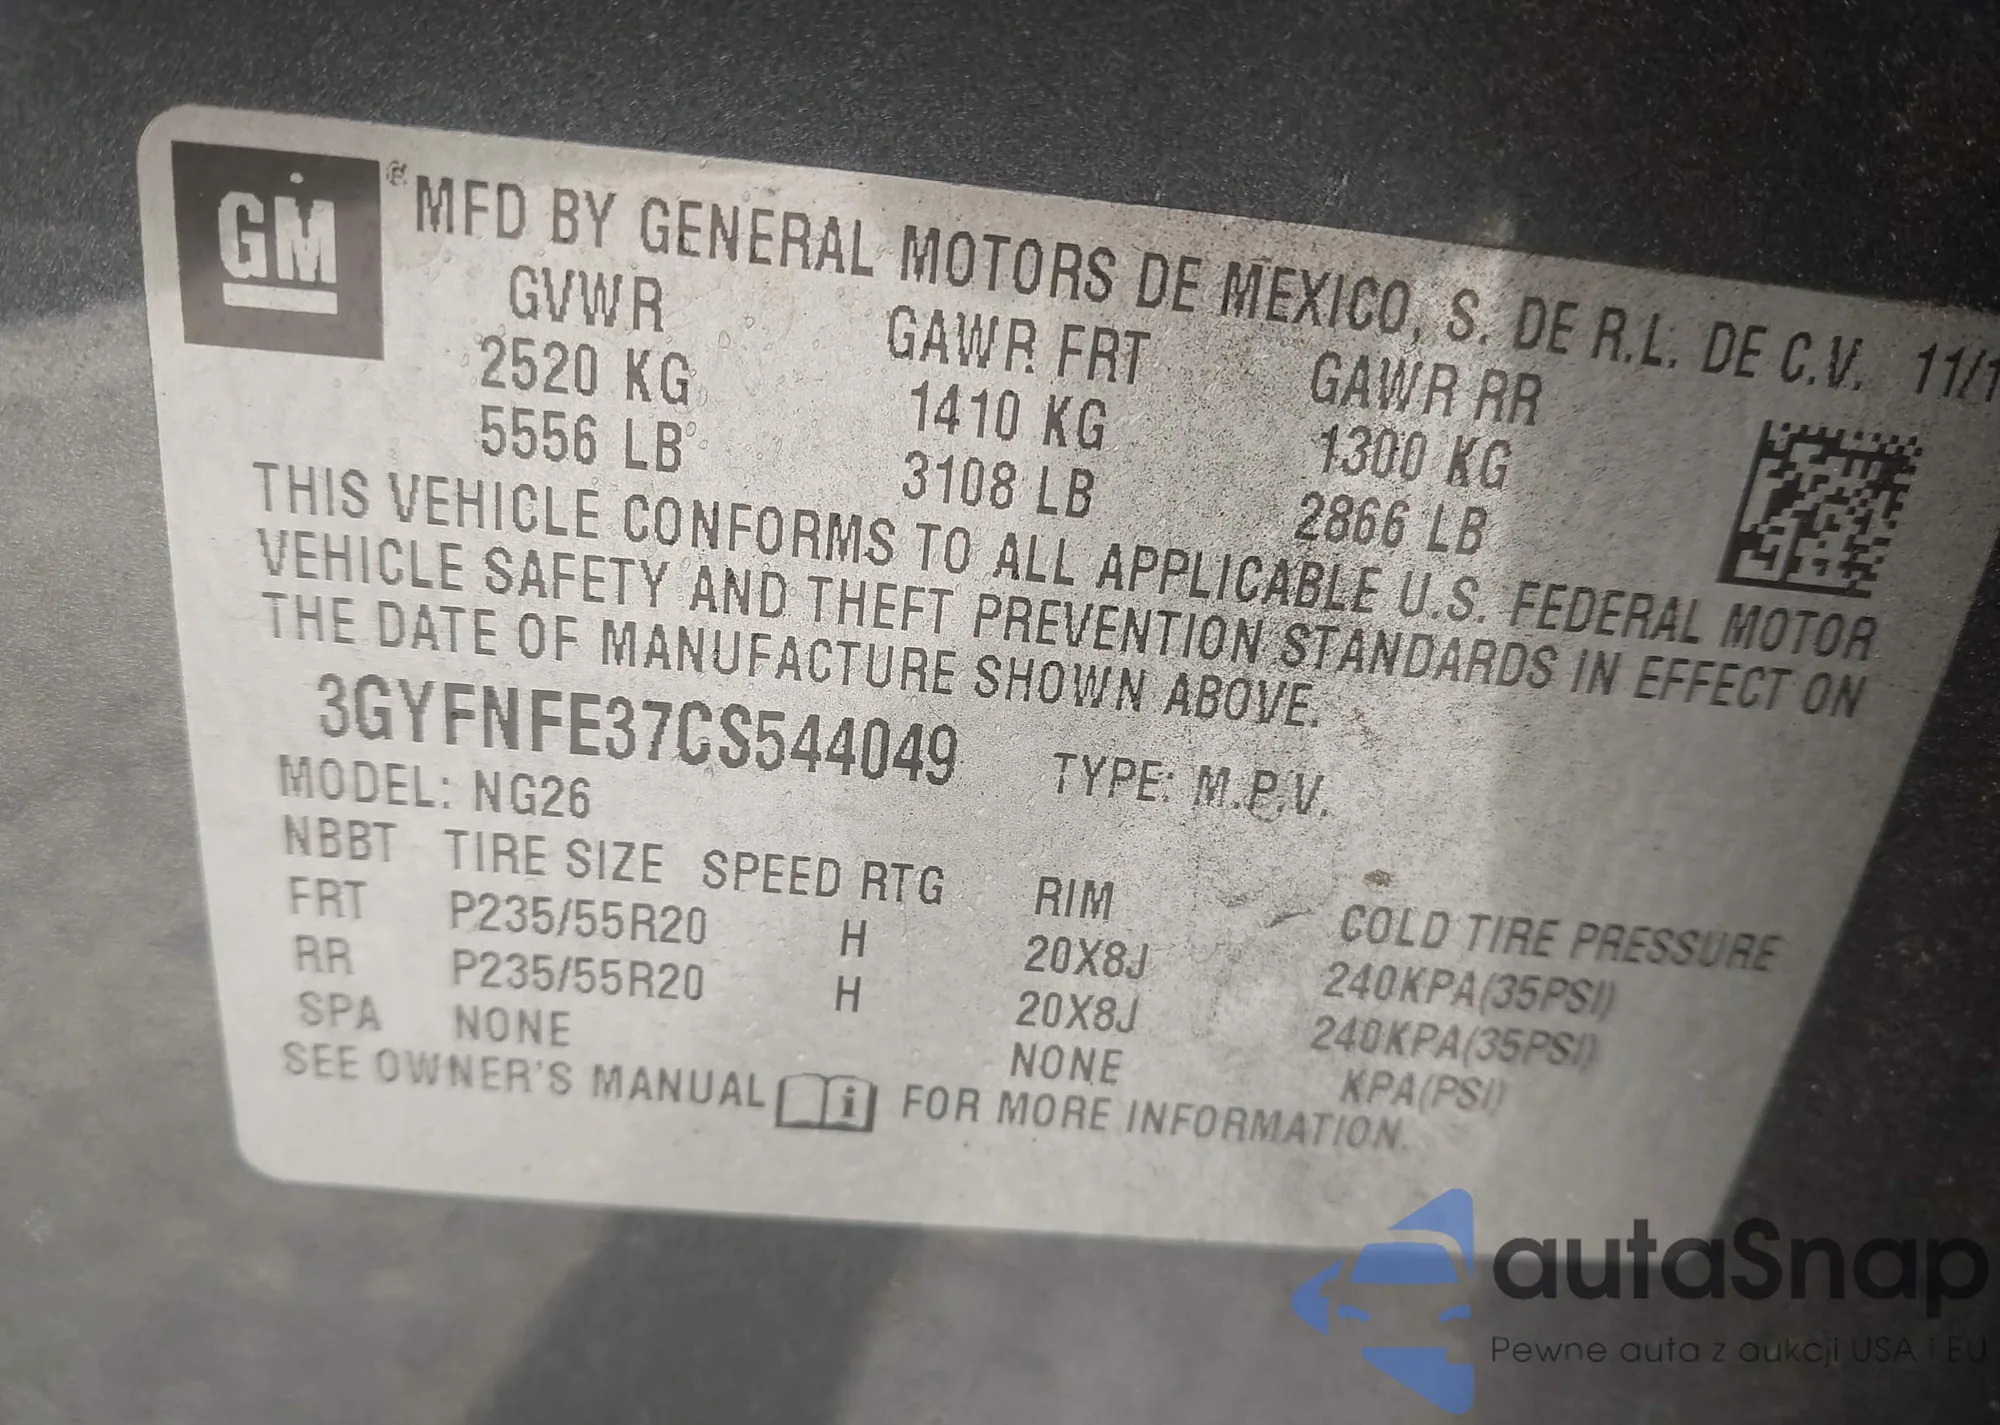 GM ® MFD BY GENERAL MOTORS DE MEXICO, S. DE R.L. DE C.V. 11/1
GVWR GAWR FRT GAWR RR
2520 KG 1410 KG 1300 KG
5556 LB 3108 LB 2866 LB
THIS VEHICLE CONFORMS TO ALL APPLICABLE U.S. FEDERAL MOTOR
VEHICLE SAFETY AND THEFT PREVENTION STANDARDS IN EFFECT ON
THE DATE OF MANUFACTURE SHOWN ABOVE.
3GYFNFE37CS544049 TYPE: M.P.V.
MODEL: NG26
NBBT TIRE SIZE SPEED RTG RIM COLD TIRE PRESSURE
FRT P235/55R20 H 20X8J 240KPA(35PSI)
RR P235/55R20 H 20X8J 240KPA(35PSI)
SPA NONE NONE KPA(PSI)
SEE OWNER'S MANUAL i FOR MORE INFORMATION.
autaSnap
Pewne auta z aukcji USA i EU